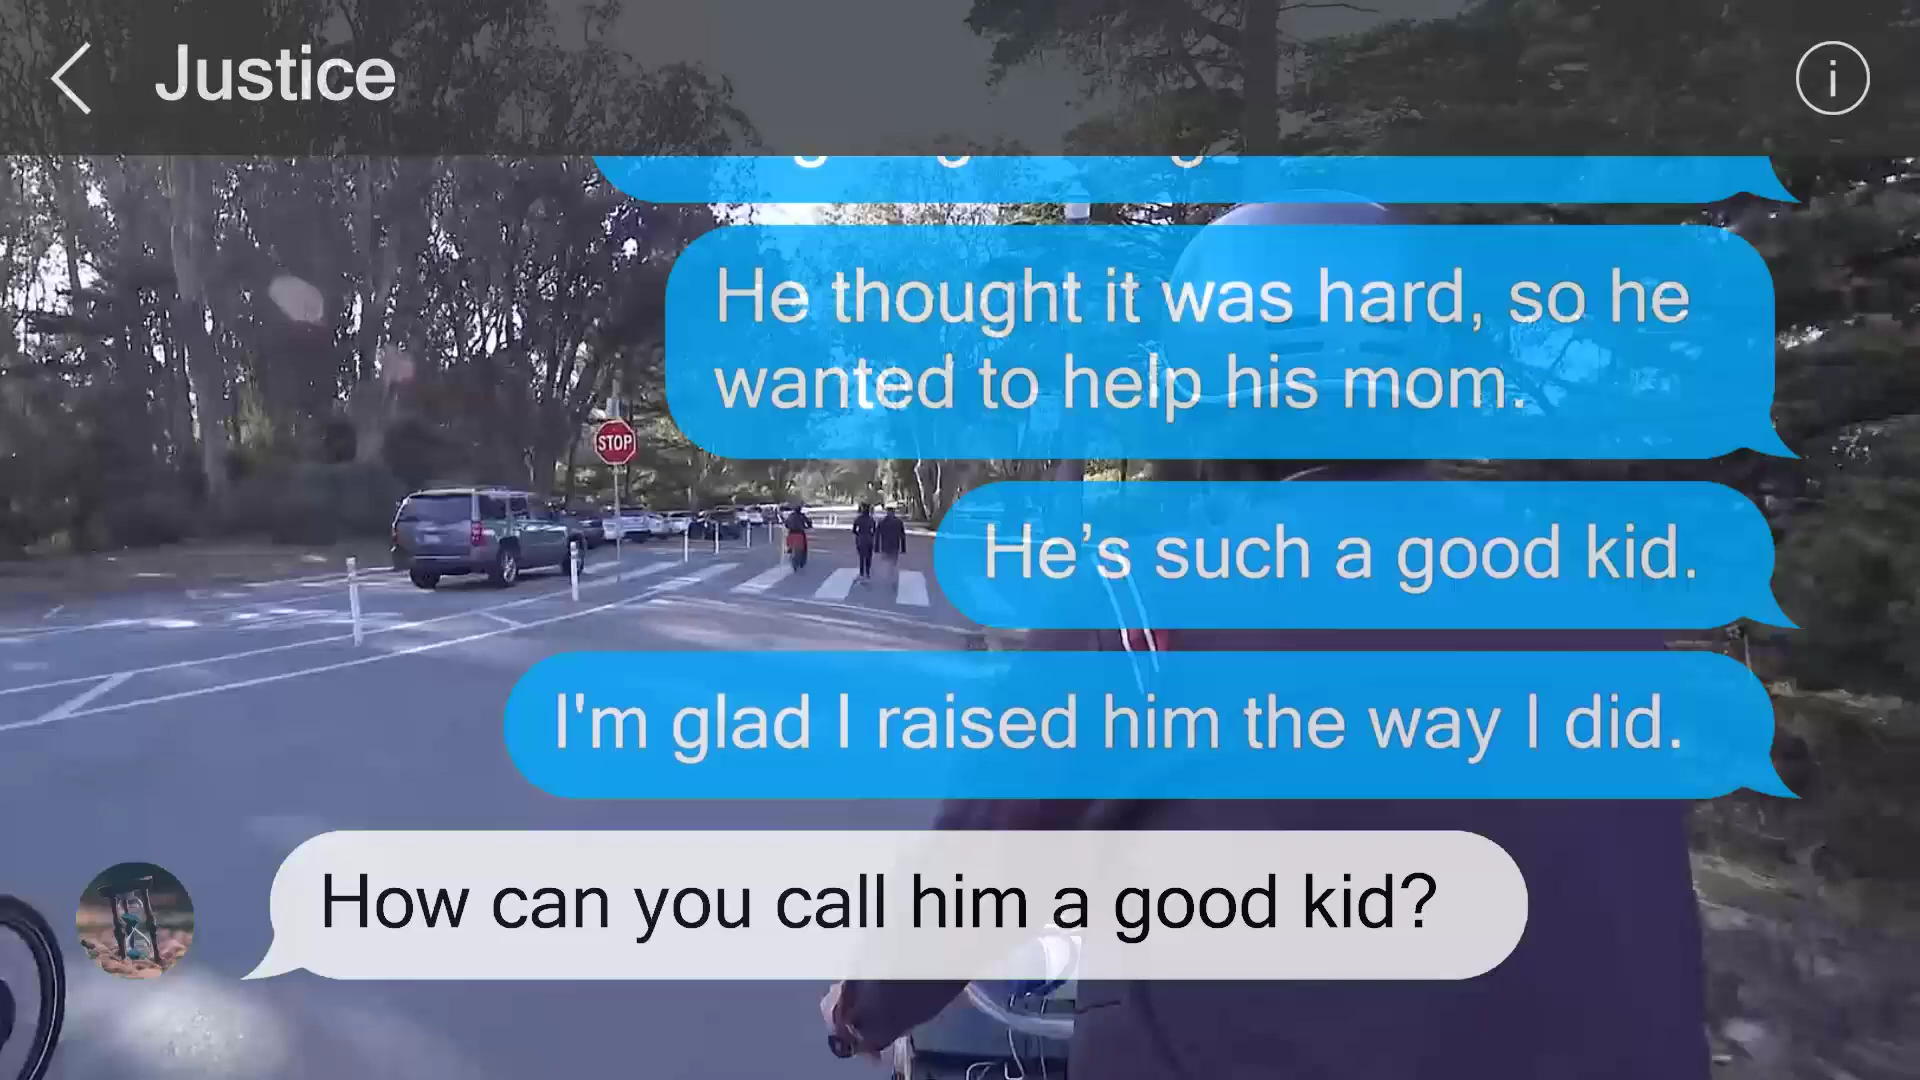 Justice
i
He thought it was hard, so he
wanted to help his mom.
STOP
He’s such a good kid.
I'm glad I raised him the way I did.
How can you call him a good kid?